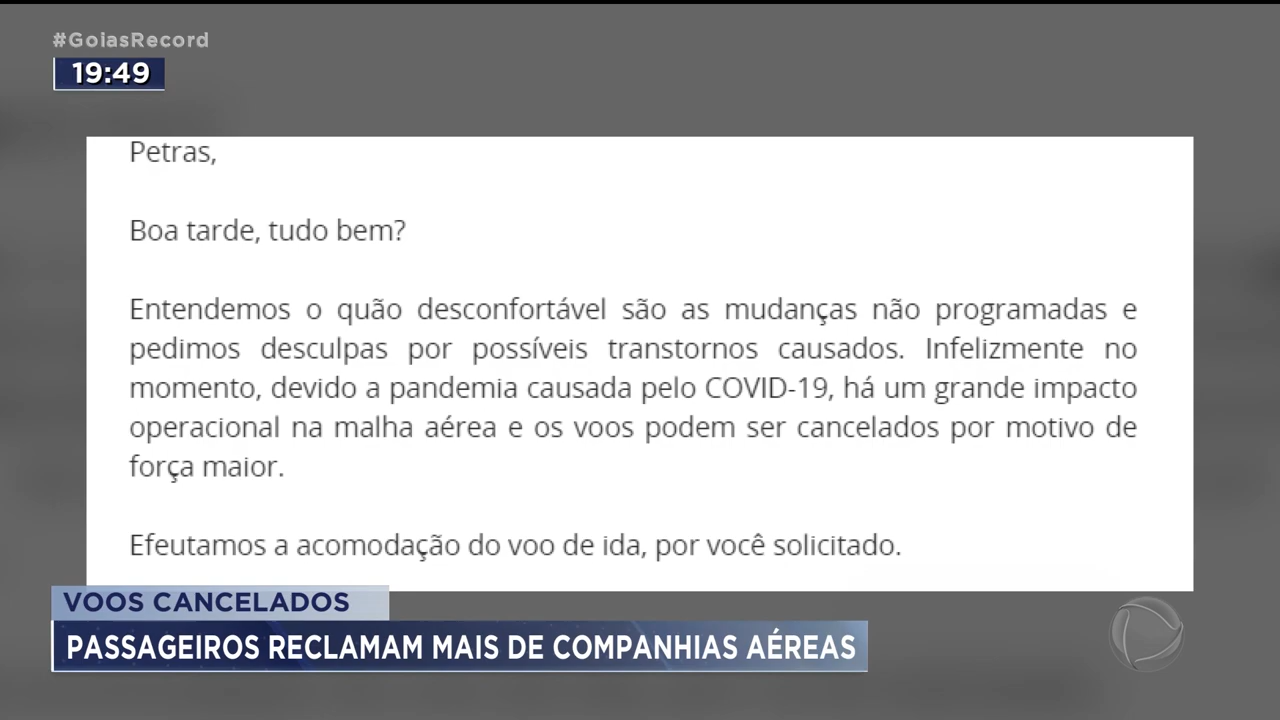 #GoiasRecord
19:49
Petras,
Boa tarde, tudo bem?
Entendemos o quão desconfortável são as mudanças não programadas e
pedimos desculpas por possíveis transtornos causados. Infelizmente no
momento, devido a pandemia causada pelo COVID-19, há um grande impacto
operacional na malha aérea e os voos podem ser cancelados por motivo de
força maior.
Efeutamos a acomodação do voo de ida, por você solicitado.
VOOS CANCELADOS
PASSAGEIROS RECLAMAM MAIS DE COMPANHIAS AÉREAS